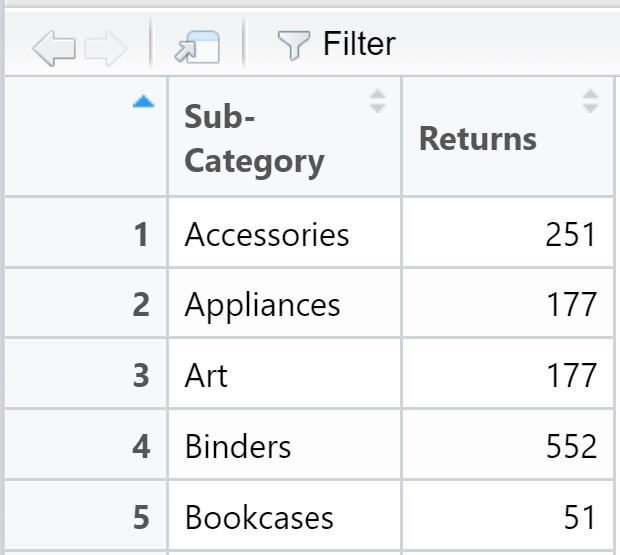 Filter
Sub-
Category
Returns
1 Accessories 251
2 Appliances 177
3 Art 177
4 Binders 552
5 Bookcases 51